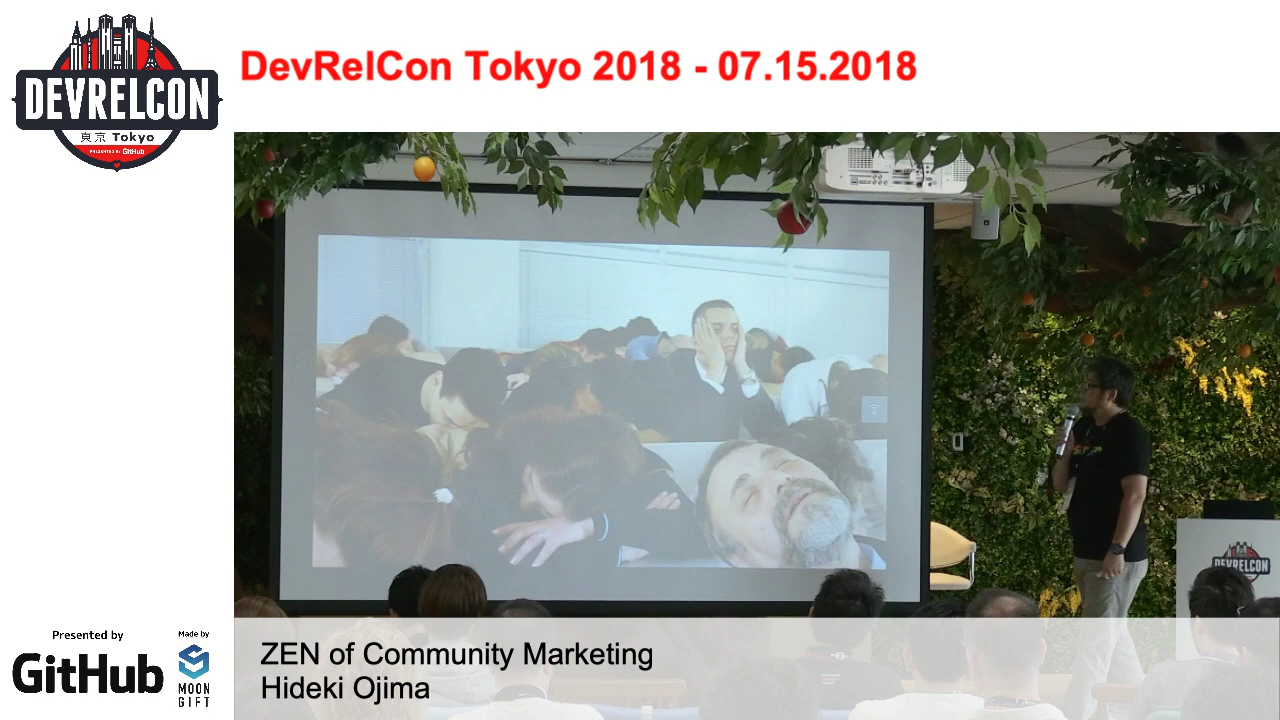 DEVRELCON
東京 Tokyo
PRESENTED BY GitHub
DevRelCon Tokyo 2018 - 07.15.2018
DEVRELCON
Presented by
GitHub
Made by
MOON
GIFT
ZEN of Community Marketing
Hideki Ojima